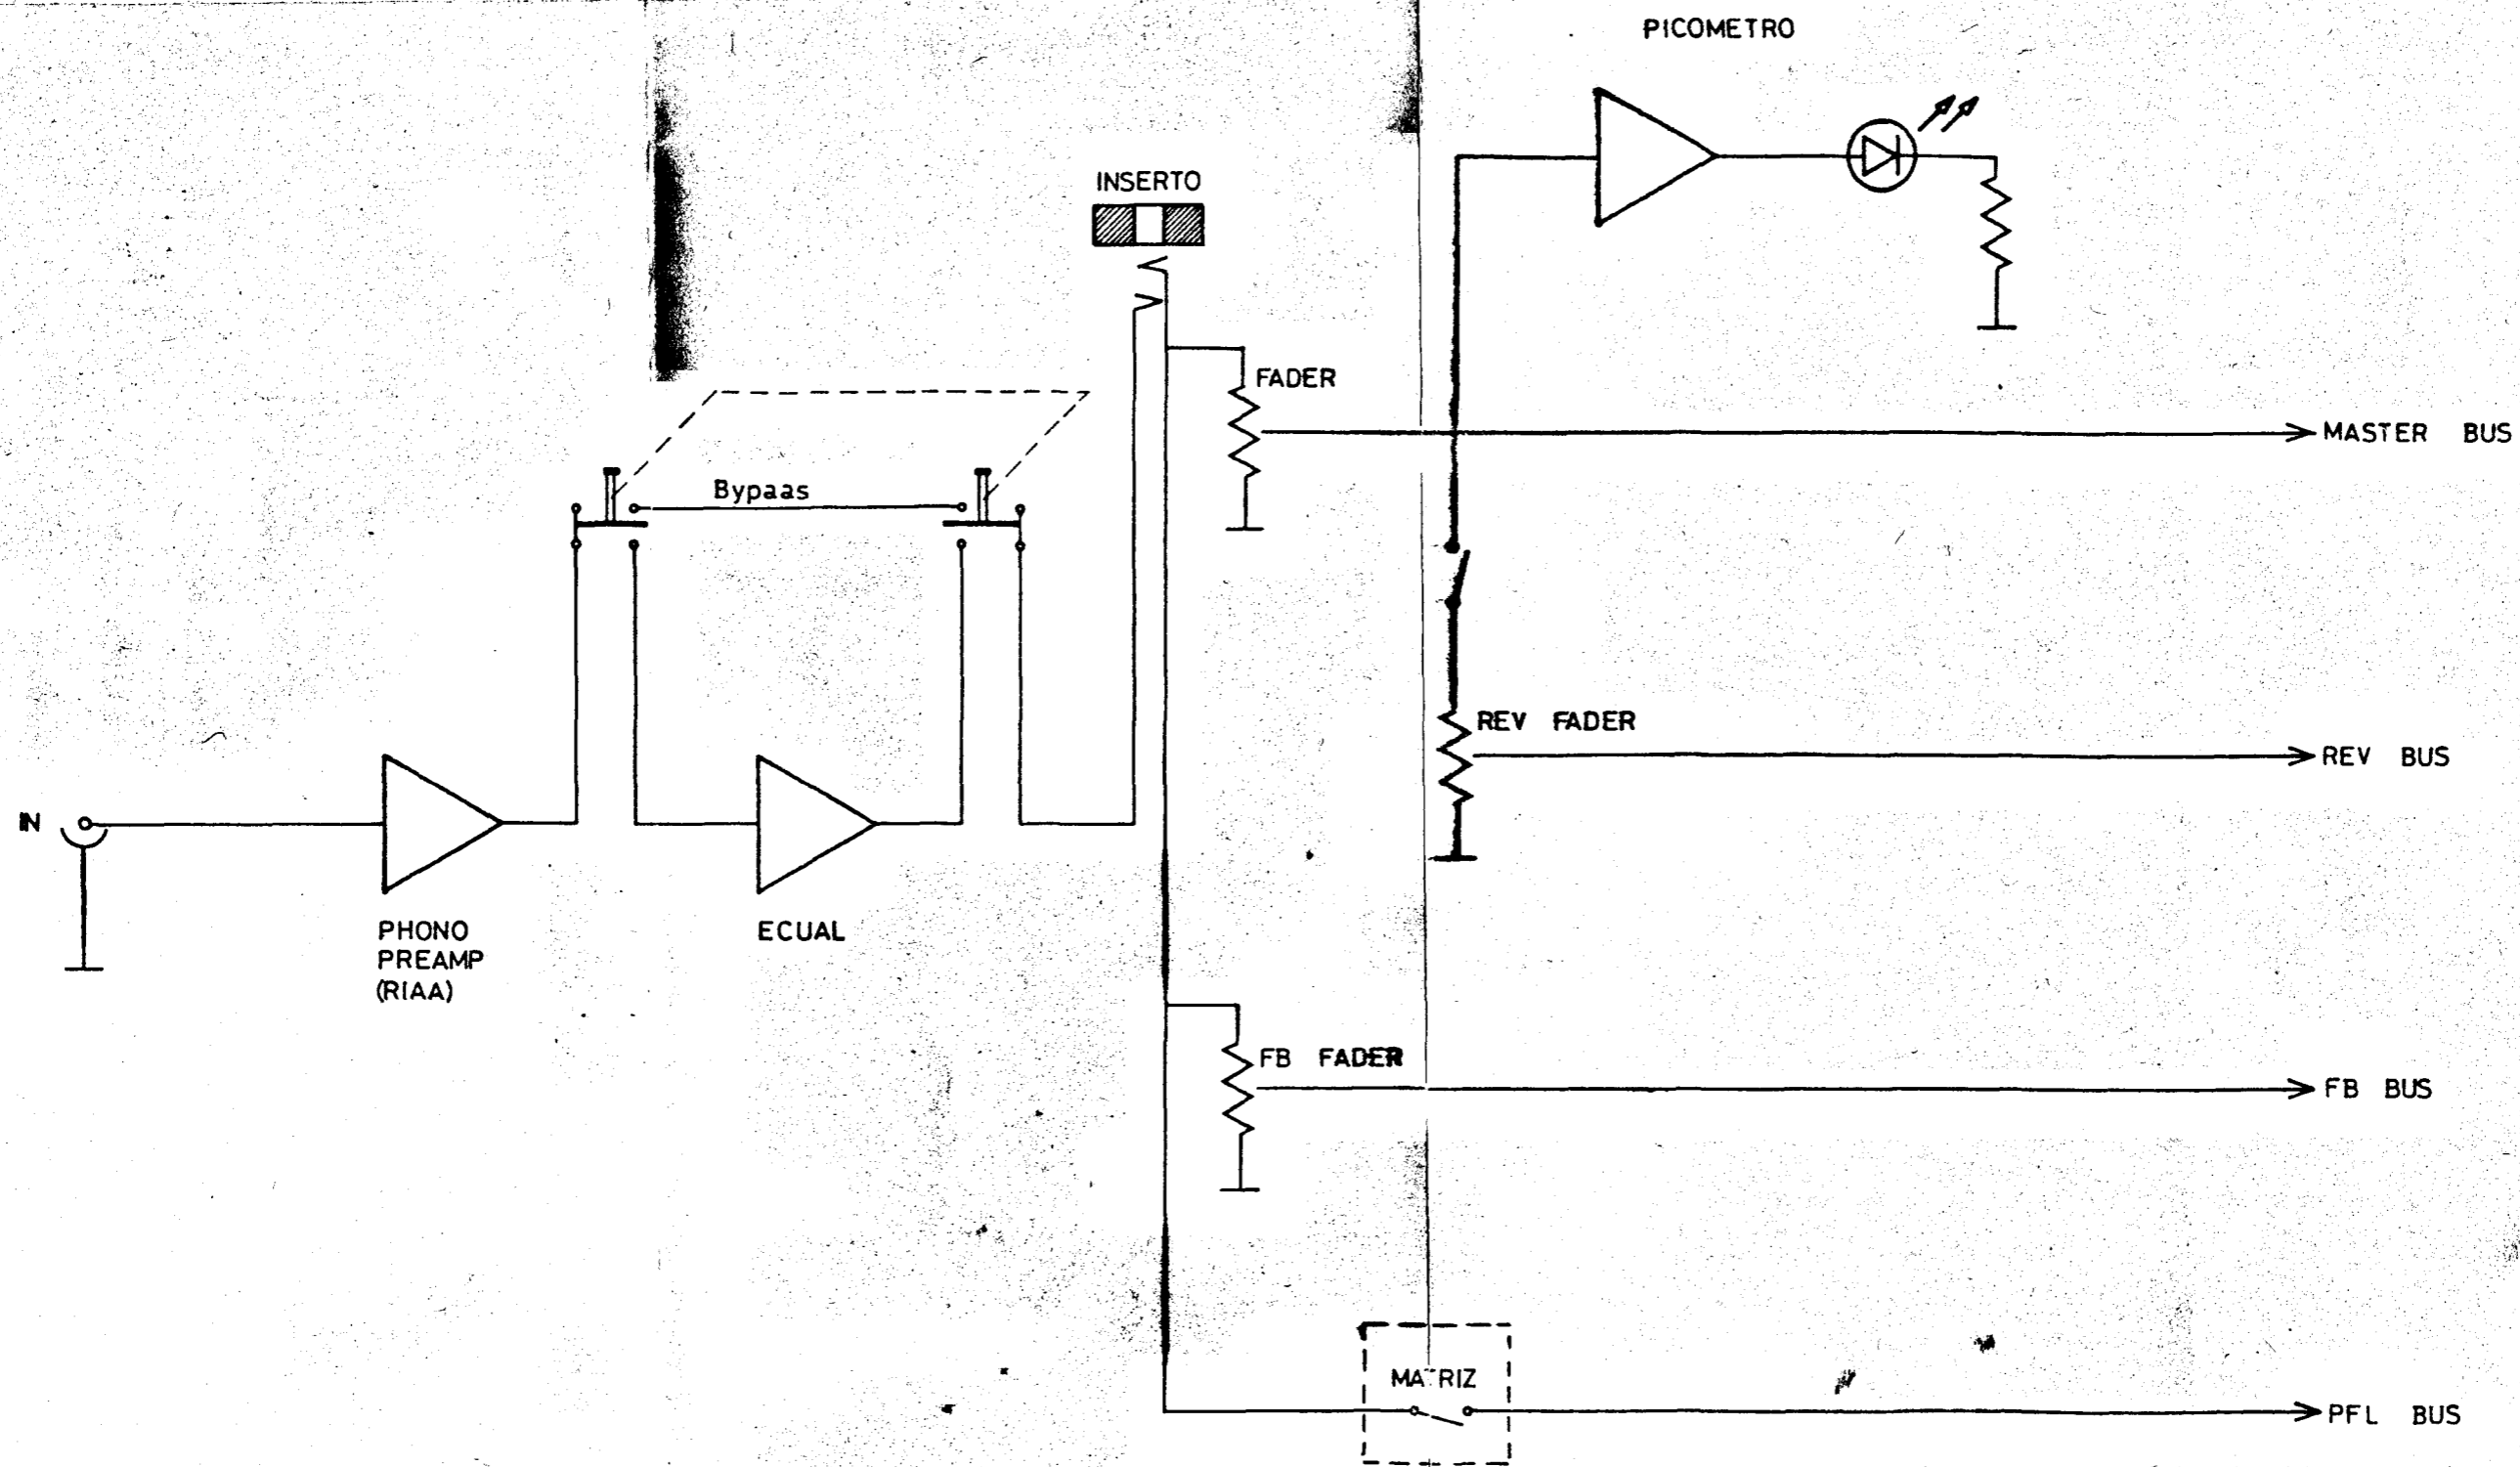 PICOMETRO
INSERTO
FADER
MASTER BUS
Bypaas
REV FADER
REV BUS
IN
PHONO
PREAMP
(RIAA)
ECUAL
FB FADER
FB BUS
MATRIZ
PFL BUS